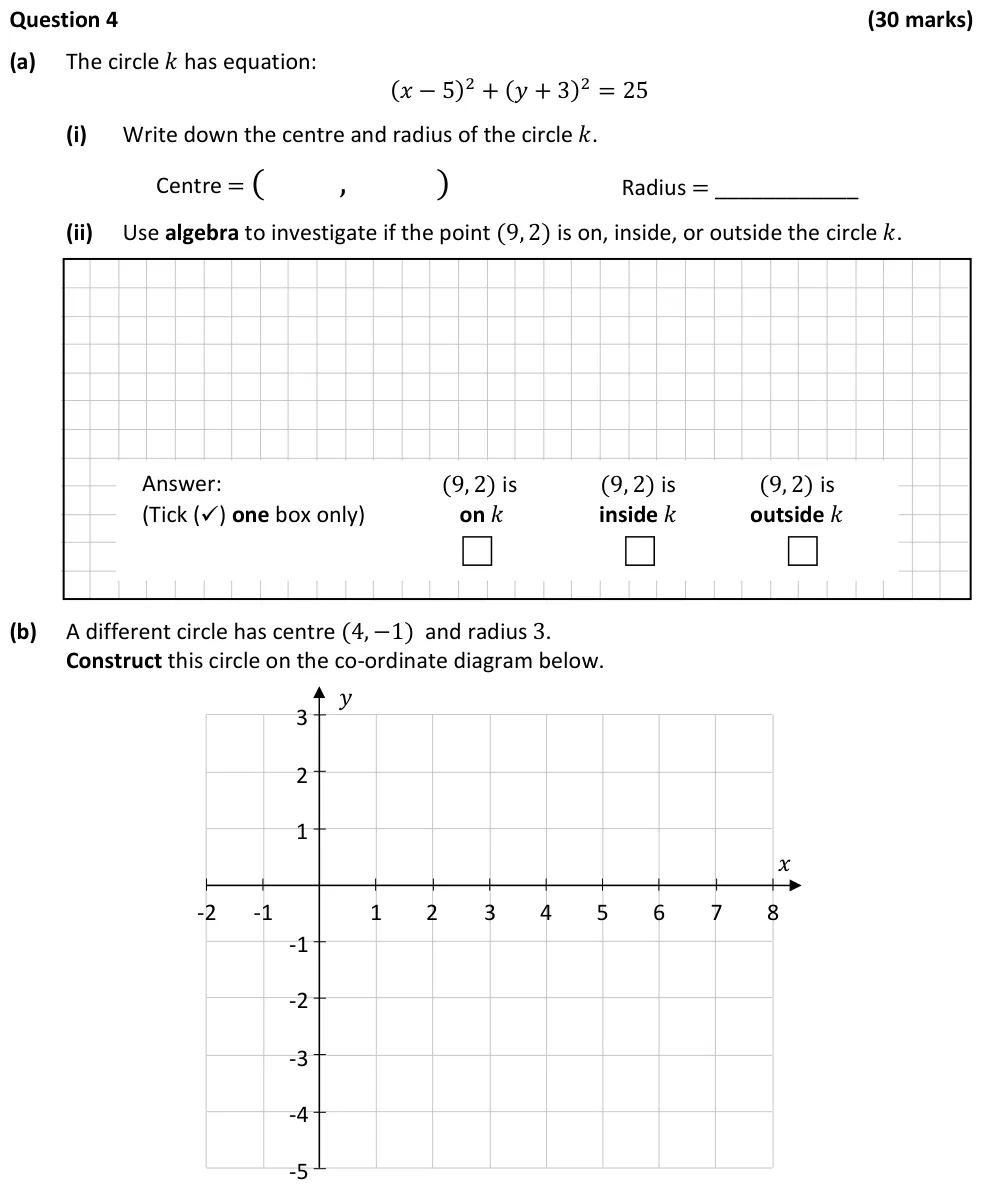 Question 4 (30 marks)
(a) The circle k has equation:
(x − 5)² + (y + 3)² = 25
(i) Write down the centre and radius of the circle k.
Centre = ( , ) Radius = ____________
(ii) Use algebra to investigate if the point (9, 2) is on, inside, or outside the circle k.
Answer: (9, 2) is (9, 2) is (9, 2) is
(Tick (✓) one box only) on k inside k outside k
(b) A different circle has centre (4, −1) and radius 3.
Construct this circle on the co-ordinate diagram below.
y
3
2
1
x
-2 -1 1 2 3 4 5 6 7 8
-1
-2
-3
-4
-5